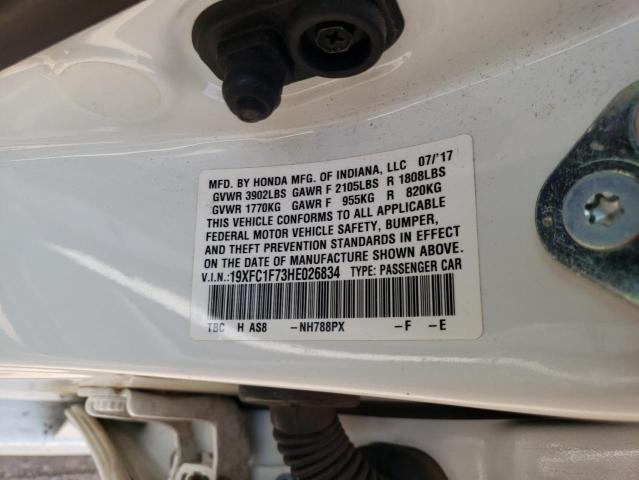 MFD. BY HONDA MFG. OF INDIANA, LLC 07/'17
GVWR 3902LBS GAWR F 2105LBS R 1808LBS
GVWR 1770KG GAWR F 955KG R 820KG
THIS VEHICLE CONFORMS TO ALL APPLICABLE
FEDERAL MOTOR VEHICLE SAFETY, BUMPER,
AND THEFT PREVENTION STANDARDS IN EFFECT
ON THE DATE OF MANUFACTURE SHOWN ABOVE.
V.I.N.:19XFC1F73HE026834 TYPE: PASSENGER CAR
TBC H AS8 -NH788PX -F -E